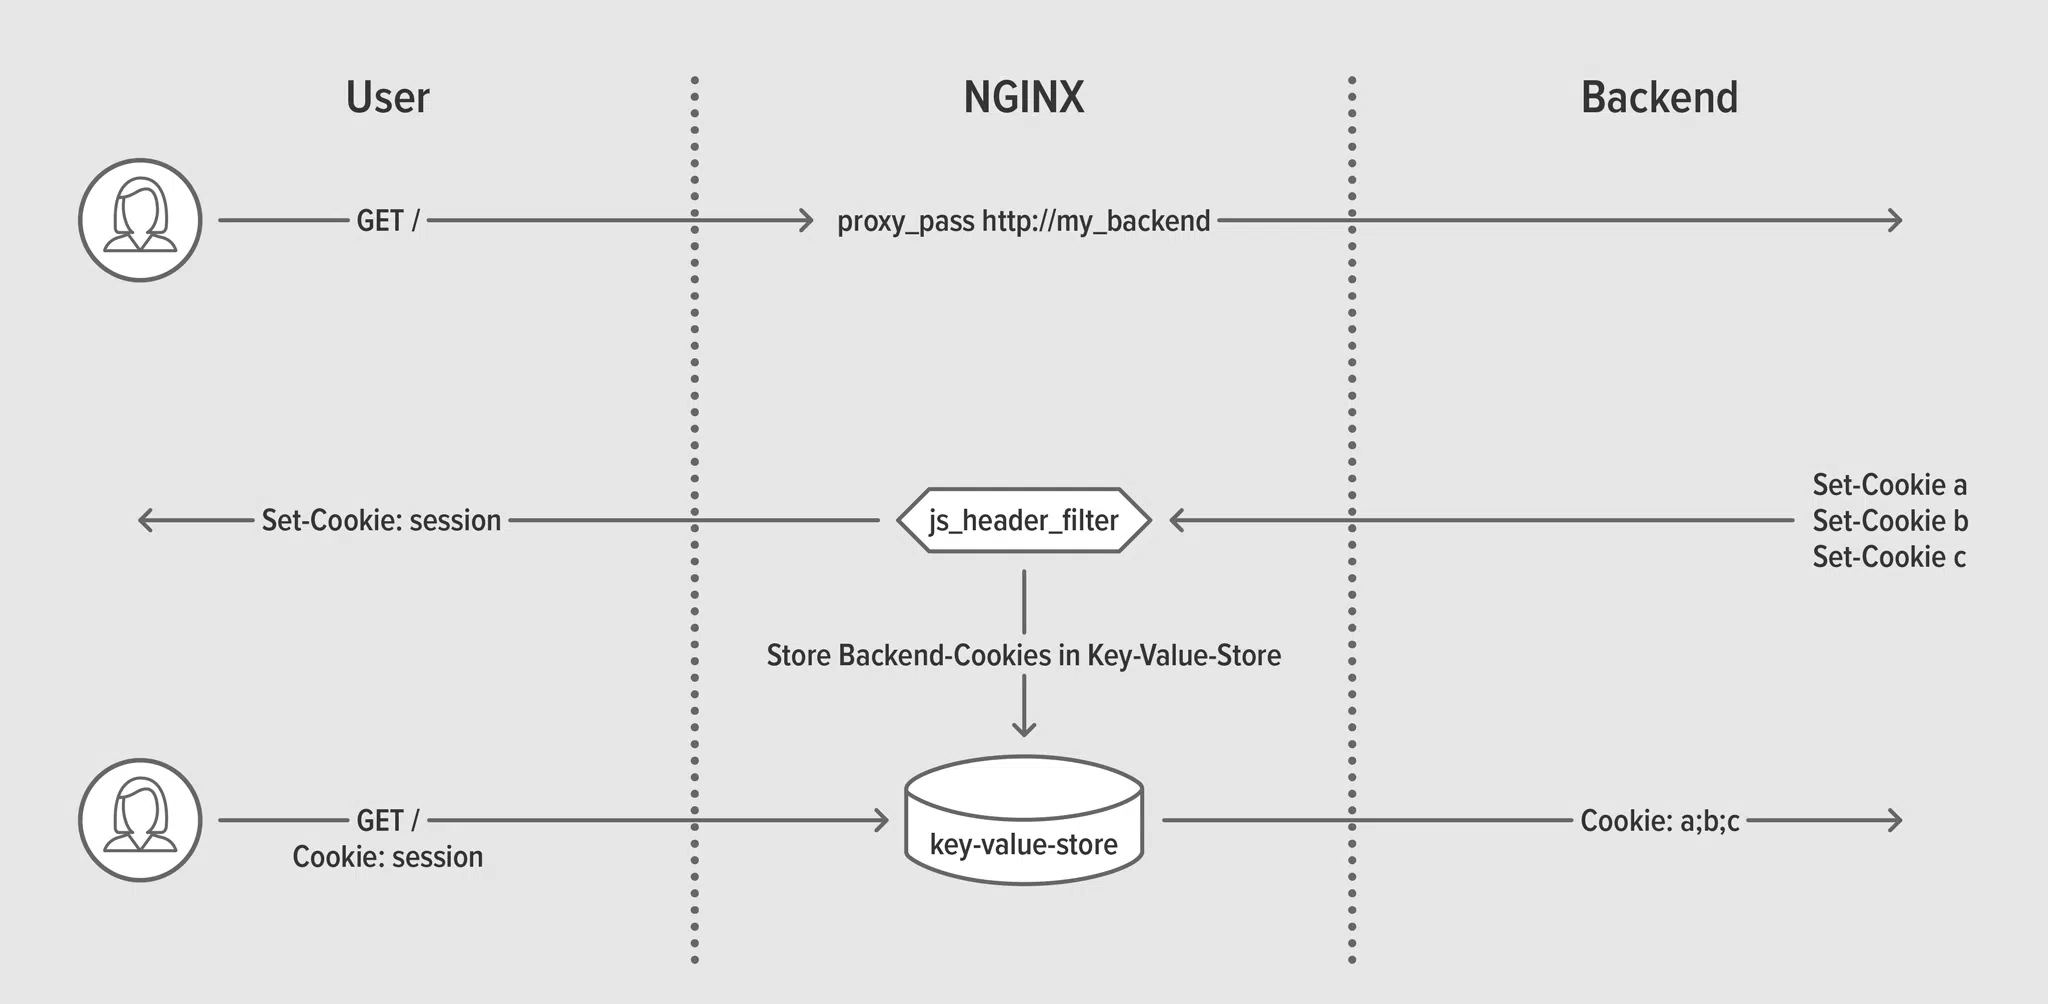 User
NGINX
Backend
GET /
proxy_pass http://my_backend
Set-Cookie: session
js_header_filter
Set-Cookie a
Set-Cookie b
Set-Cookie c
Store Backend-Cookies in Key-Value-Store
GET /
Cookie: session
key-value-store
Cookie: a;b;c